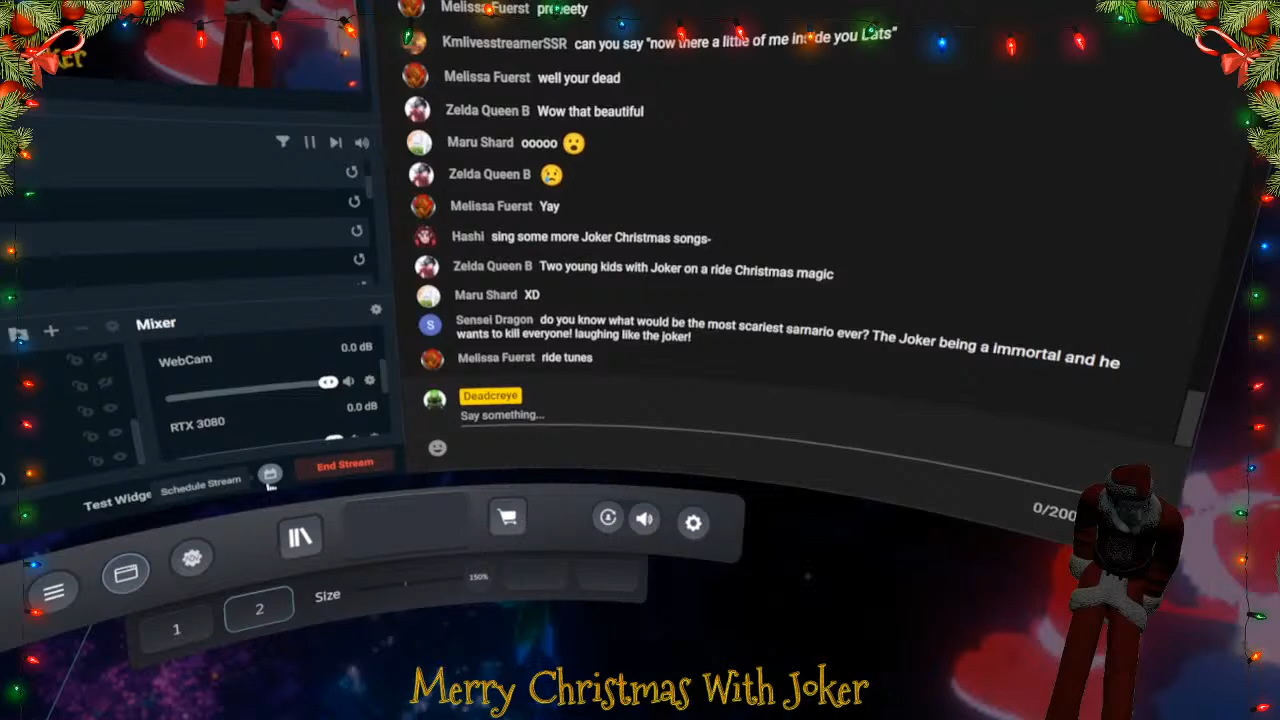 Melissa Fuerst
KmlivesstreamerSSR can you say "now there a little of me inside you Lats"
Melissa Fuerst well your dead
Zelda Queen B Wow that beautiful
Maru Shard ooooo 😮
Zelda Queen B 😢
Melissa Fuerst Yay
Hashi sing some more Joker Christmas songs-
Zelda Queen B Two young kids with Joker on a ride Christmas magic
Maru Shard XD
S
Sensei Dragon do you know what would be the most scariest sarnario ever? The Joker being a immortal and he
wants to kill everyone! laughing like the joker!
Melissa Fuerst ride tunes
Deadcreye
Say something...
0/200
Mixer
WebCam 0.0 dB
RTX 3080 0.0 dB
Test Widge Schedule Stream End Stream
1 2 Size 150%
Merry Christmas With Joker